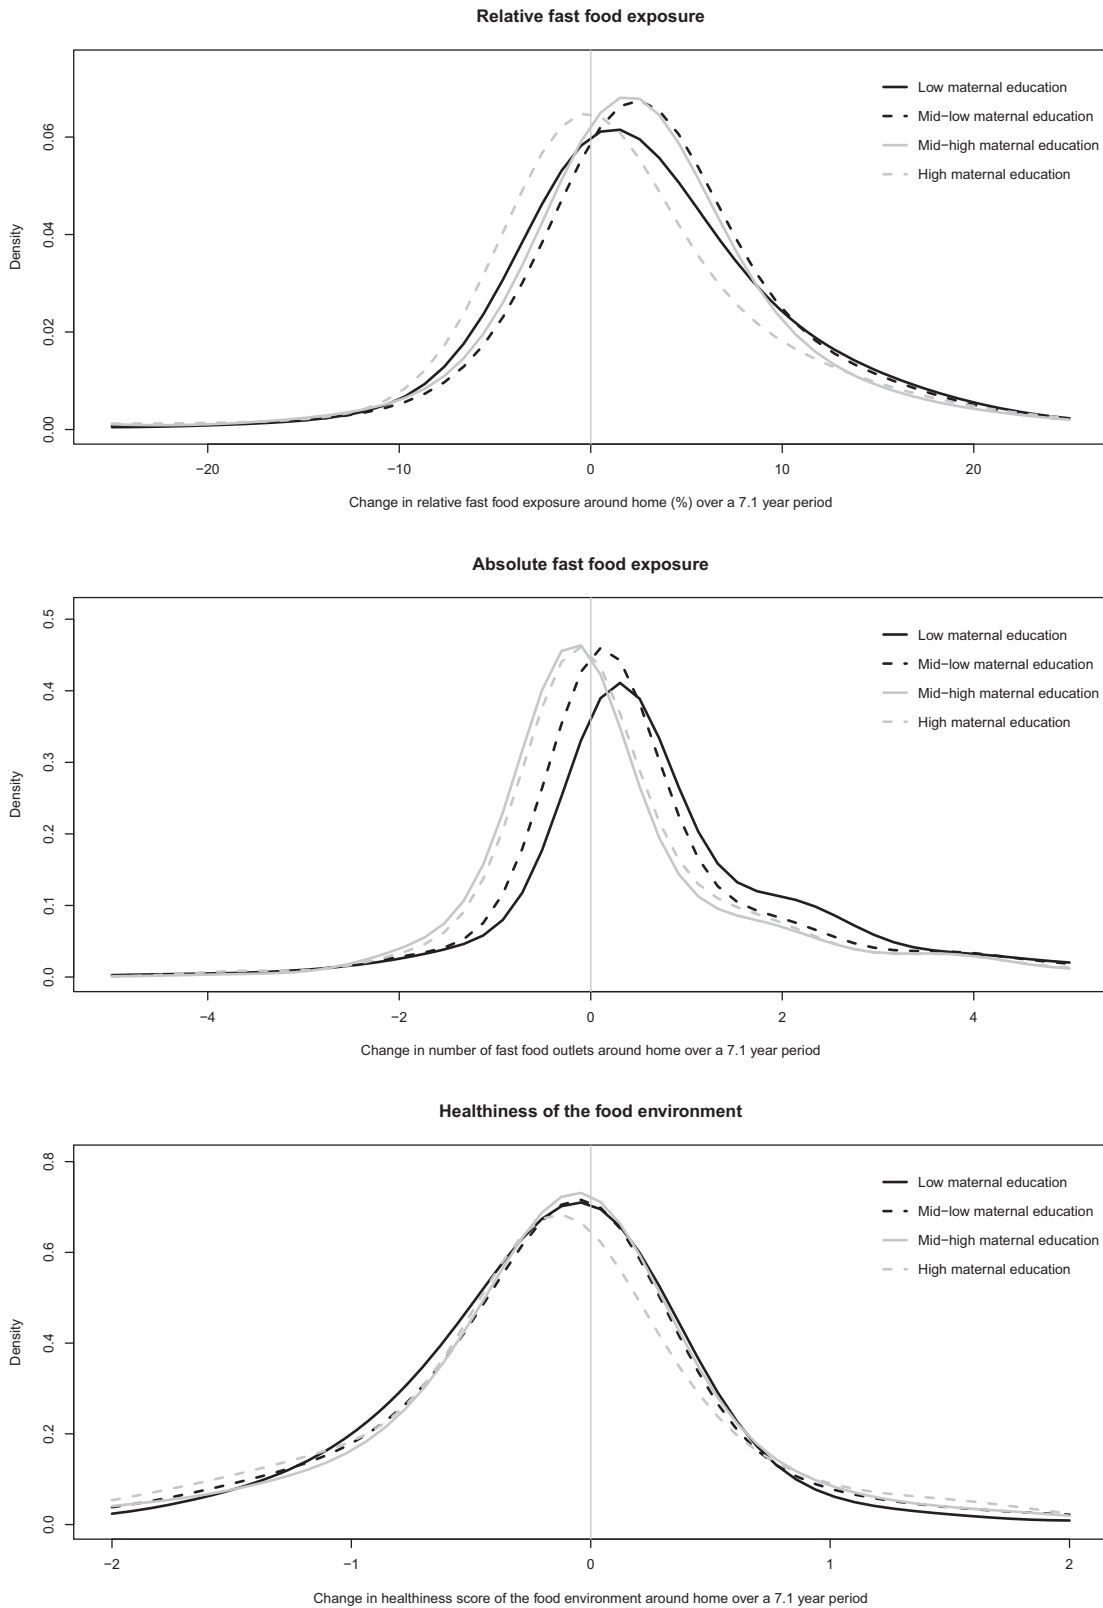 Relative fast food exposure
Low maternal education
Mid−low maternal education
Mid−high maternal education
High maternal education
Density
0.06
0.04
0.02
0.00
−20 −10 0 10 20
Change in relative fast food exposure around home (%) over a 7.1 year period
Absolute fast food exposure
Low maternal education
Mid−low maternal education
Mid−high maternal education
High maternal education
Density
0.5
0.4
0.3
0.2
0.1
0.0
−4 −2 0 2 4
Change in number of fast food outlets around home over a 7.1 year period
Healthiness of the food environment
Low maternal education
Mid−low maternal education
Mid−high maternal education
High maternal education
Density
0.8
0.6
0.4
0.2
0.0
−2 −1 0 1 2
Change in healthiness score of the food environment around home over a 7.1 year period